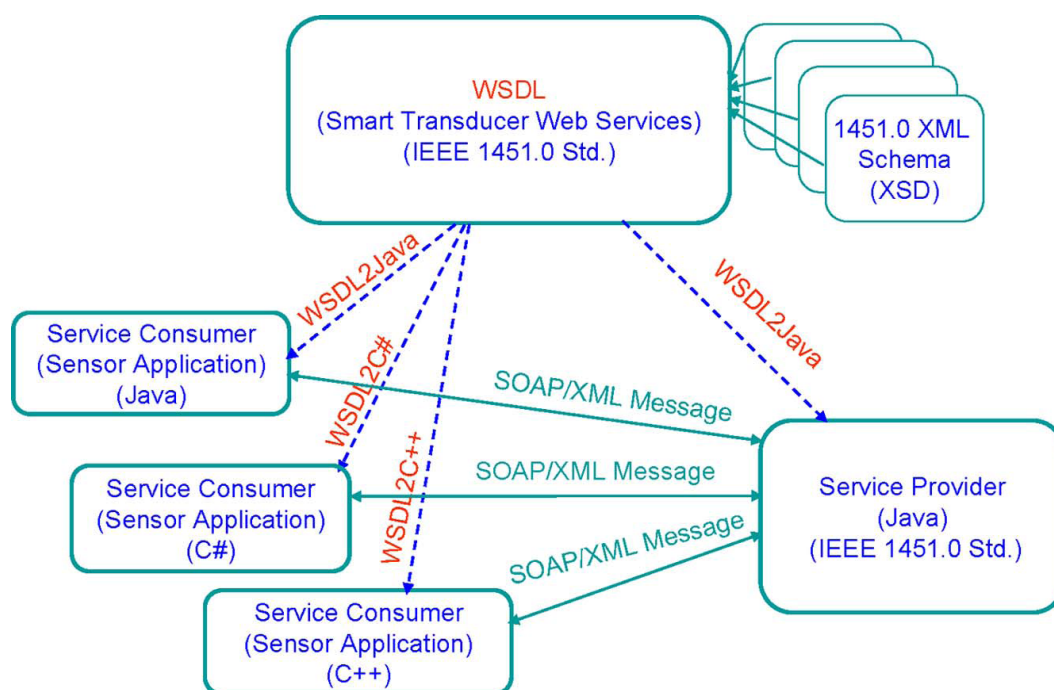 WSDL
(Smart Transducer Web Services)
(IEEE 1451.0 Std.)
1451.0 XML
Schema
(XSD)
WSDL2Java
WSDL2C#
WSDL2C++
WSDL2Java
Service Consumer
(Sensor Application)
(Java)
SOAP/XML Message
Service Consumer
(Sensor Application)
(C#)
SOAP/XML Message
Service Provider
(Java)
(IEEE 1451.0 Std.)
SOAP/XML Message
Service Consumer
(Sensor Application)
(C++)